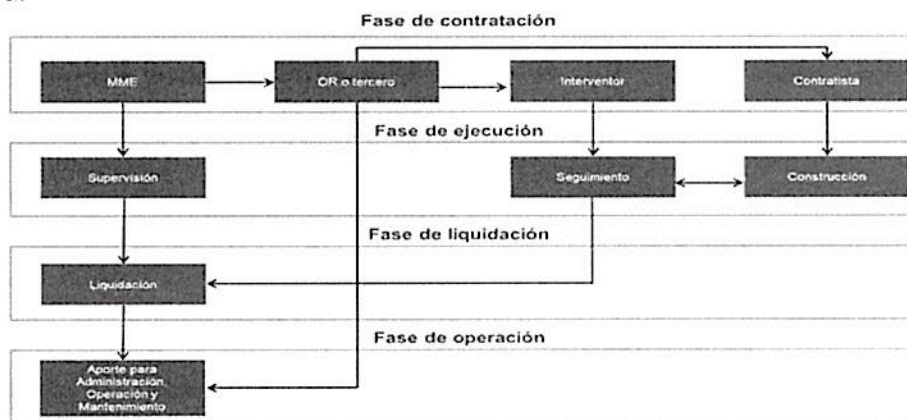 Fase de contratación
MME
OR o tercero
Interventor
Contratista
Fase de ejecución
Supervisión
Seguimiento
Construcción
Fase de liquidación
Liquidación
Fase de operación
Aporte para
Administración,
Operación y
Mantenimiento